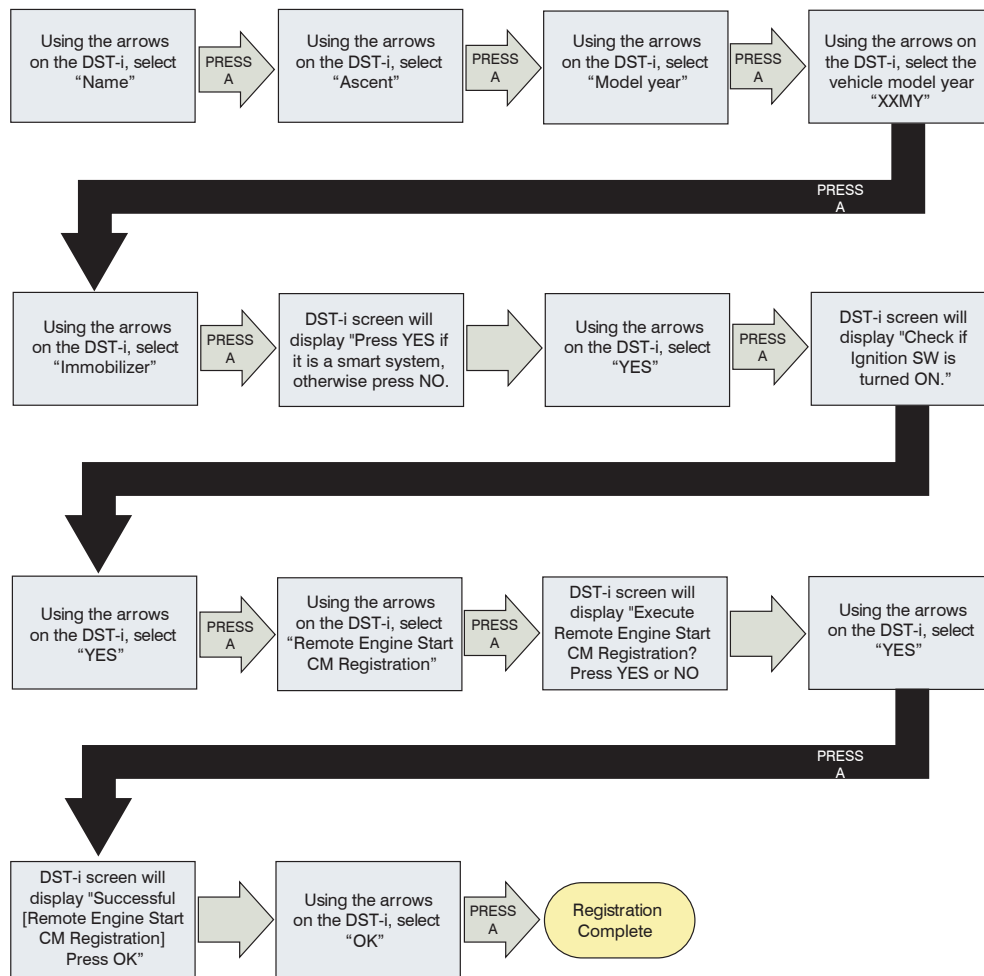 Using the arrows
on the DST-i, select
“Name”
PRESS
A
Using the arrows
on the DST-i, select
“Ascent”
PRESS
A
Using the arrows
on the DST-i, select
“Model year”
PRESS
A
Using the arrows on
the DST-i, select the
vehicle model year
“XXMY”
PRESS
A
Using the arrows
on the DST-i, select
“Immobilizer”
PRESS
A
DST-i screen will
display "Press YES if
it is a smart system,
otherwise press NO.
Using the arrows
on the DST-i, select
“YES”
PRESS
A
DST-i screen will
display "Check if
Ignition SW is
turned ON.”
Using the arrows
on the DST-i, select
“YES”
PRESS
A
Using the arrows
on the DST-i, select
“Remote Engine Start
CM Registration”
PRESS
A
DST-i screen will
display "Execute
Remote Engine Start
CM Registration?
Press YES or NO
Using the arrows
on the DST-i, select
“YES”
PRESS
A
DST-i screen will
display "Successful
[Remote Engine Start
CM Registration]
Press OK”
Using the arrows
on the DST-i, select
“OK”
PRESS
A
Registration
Complete